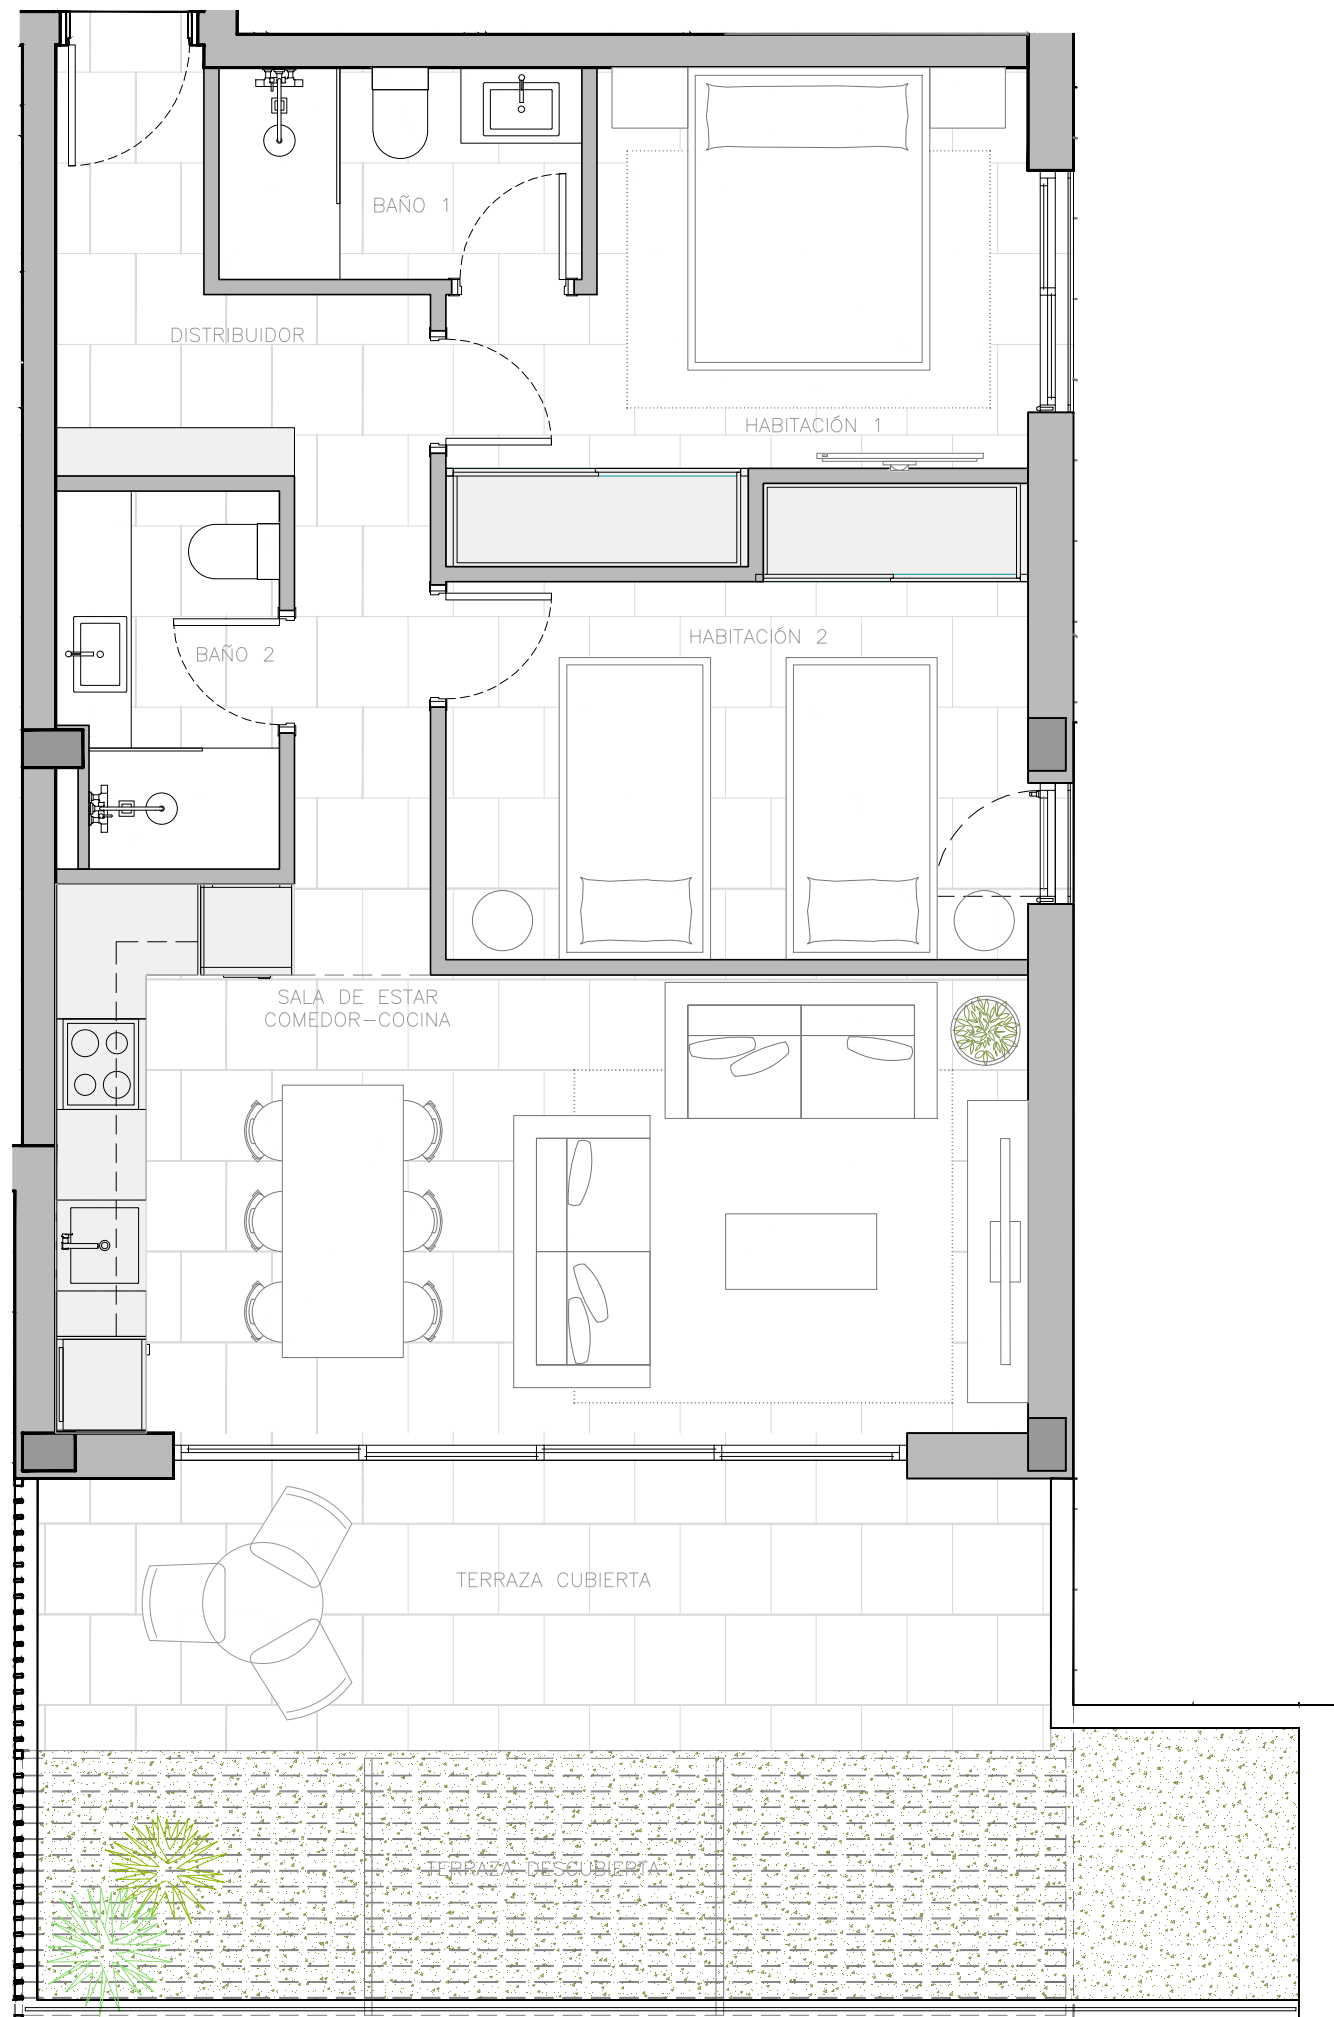 BAÑO 1
DISTRIBUIDOR
HABITACIÓN 1
HABITACIÓN 2
BAÑO 2
SALA DE ESTAR
COMEDOR-COCINA
TERRAZA CUBIERTA
TERRAZA DESCUBIERTA